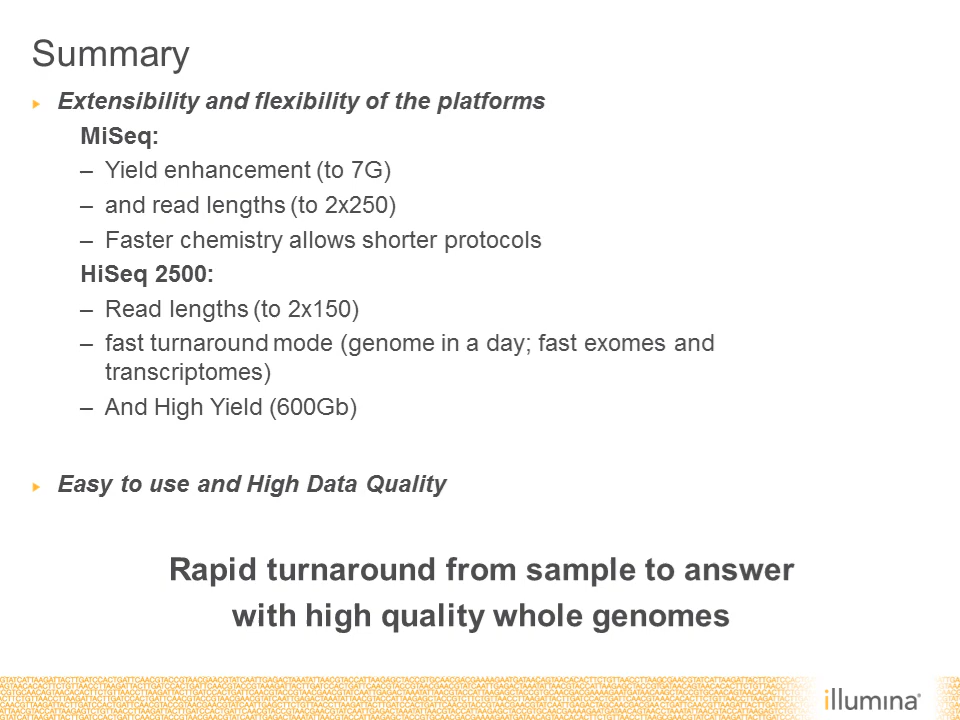 Summary
Extensibility and flexibility of the platforms
MiSeq:
– Yield enhancement (to 7G)
– and read lengths (to 2x250)
– Faster chemistry allows shorter protocols
HiSeq 2500:
– Read lengths (to 2x150)
– fast turnaround mode (genome in a day; fast exomes and
transcriptomes)
– And High Yield (600Gb)
Easy to use and High Data Quality
Rapid turnaround from sample to answer
with high quality whole genomes
illumina®